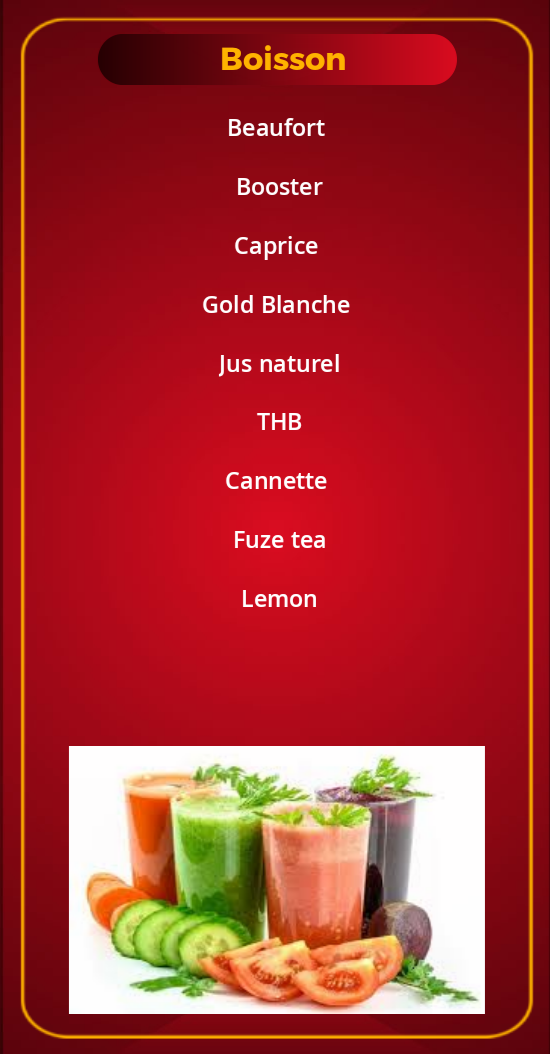 Boisson
Beaufort
Booster
Caprice
Gold Blanche
Jus naturel
THB
Cannette
Fuze tea
Lemon